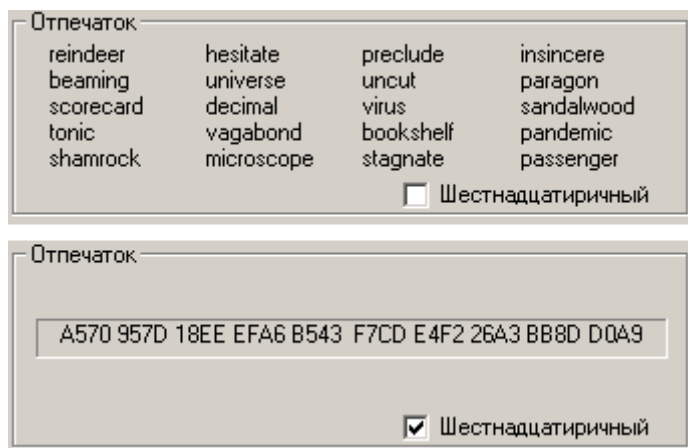 Отпечаток
reindeer hesitate preclude insincere
beaming universe uncut paragon
scorecard decimal virus sandalwood
tonic vagabond bookshelf pandemic
shamrock microscope stagnate passenger
Шестнадцатиричный
Отпечаток
A570 957D 18EE EFA6 B543 F7CD E4F2 26A3 BB8D D0A9
Шестнадцатиричный